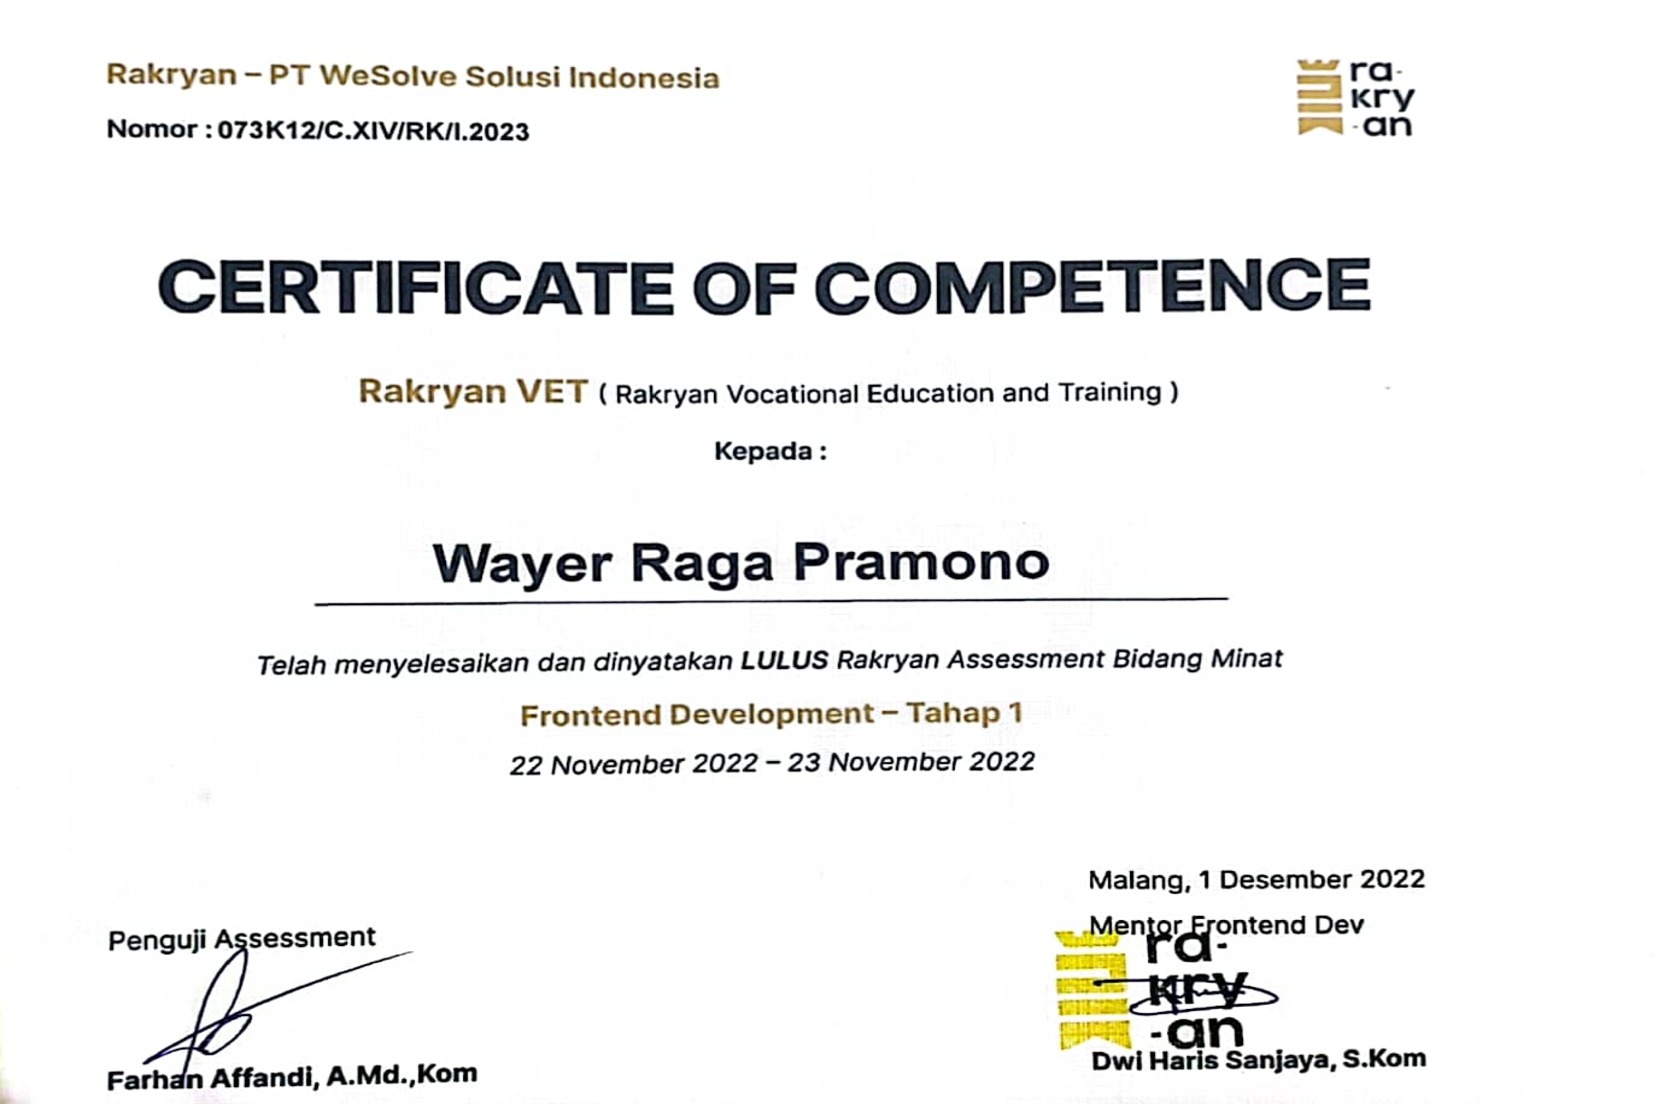 Rakryan – PT WeSolve Solusi Indonesia
Nomor : 073K12/C.XIV/RK/I.2023
ra-
kry
-an
CERTIFICATE OF COMPETENCE
Rakryan VET ( Rakryan Vocational Education and Training )
Kepada :
Wayer Raga Pramono
Telah menyelesaikan dan dinyatakan LULUS Rakryan Assessment Bidang Minat
Frontend Development – Tahap 1
22 November 2022 – 23 November 2022
Malang, 1 Desember 2022
Penguji Assessment
Mentor Frontend Dev
ra-
kry
-an
Farhan Affandi, A.Md.,Kom
Dwi Haris Sanjaya, S.Kom